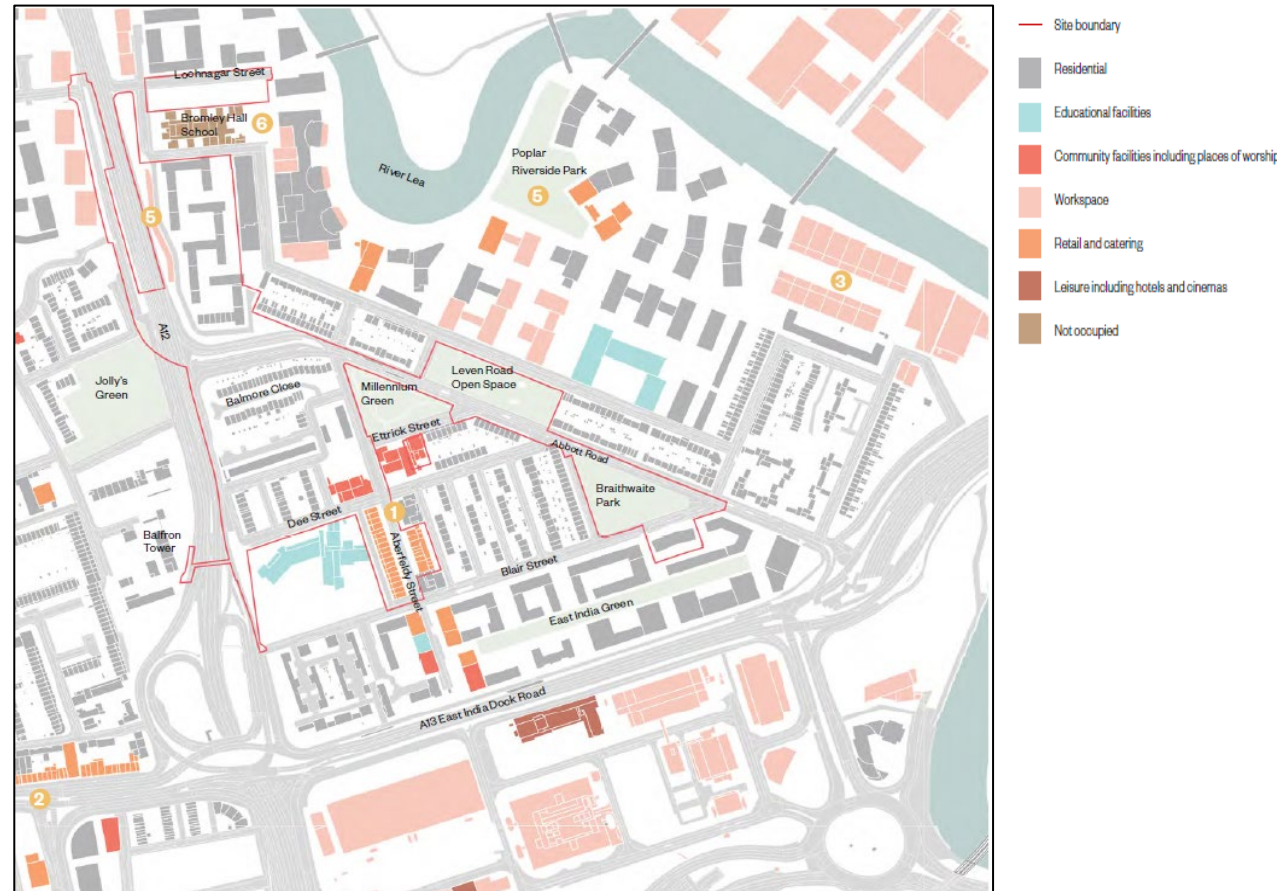 Lochnagar Street
Bromley Hall
School
6
River Lea
Poplar
Riverside Park
5
5
3
A12
Jolly's
Green
Balmore Close
Millennium
Green
Leven Road
Open Space
Ettrick Street
Abbott Road
Braithwaite
Park
Dee Street
1
Balfron
Tower
Aberfeldy Street
Blair Street
East India Green
A13 East India Dock Road
2
Site boundary
Residential
Educational facilities
Community facilities including places of worship
Workspace
Retail and catering
Leisure including hotels and cinemas
Not occupied